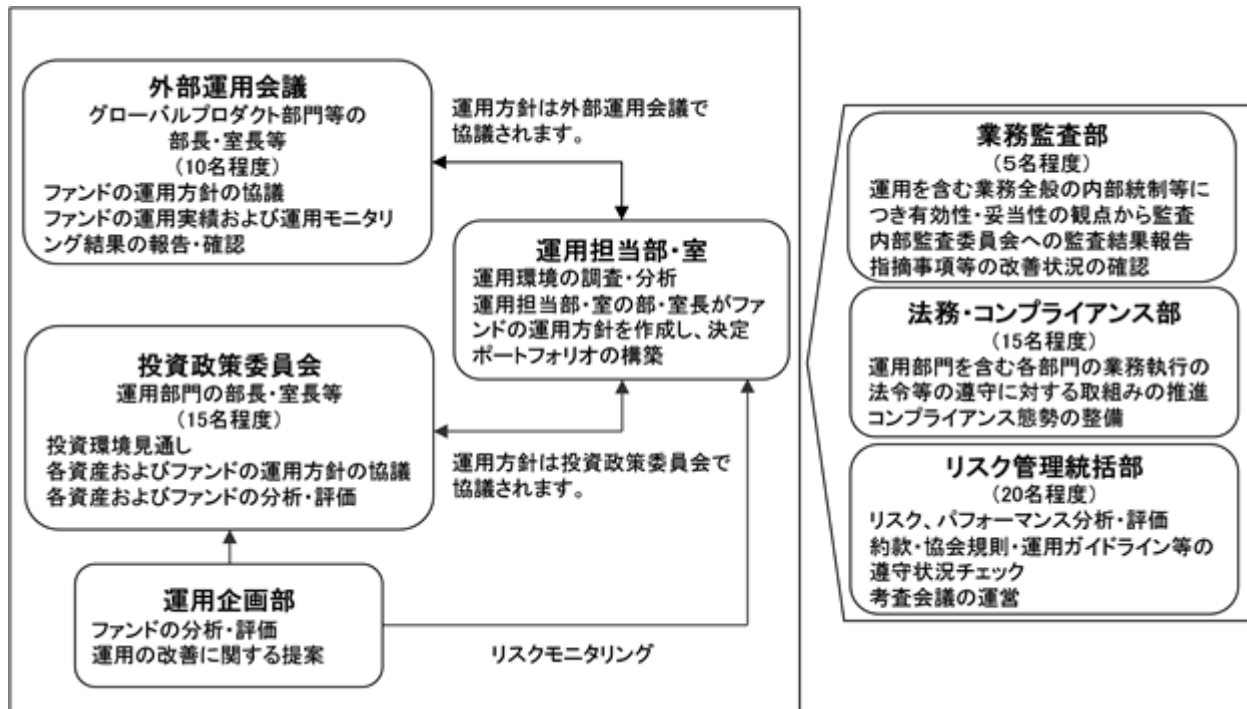 外部運用会議
グローバルプロダクト部門等の
部長・室長等
(10名程度)
ファンドの運用方針の協議
ファンドの運用実績および運用モニタリ
ング結果の報告・確認
運用方針は外部運用会議で
協議されます。
運用担当部・室
運用環境の調査・分析
運用担当部・室の部・室長がファ
ンドの運用方針を作成し、決定
ポートフォリオの構築
投資政策委員会
運用部門の部長・室長等
(15名程度)
投資環境見通し
各資産およびファンドの運用方針の協議
各資産およびファンドの分析・評価
運用方針は投資政策委員会で
協議されます。
運用企画部
ファンドの分析・評価
運用の改善に関する提案
リスクモニタリング
業務監査部
(5名程度)
運用を含む業務全般の内部統制等に
つき有効性・妥当性の観点から監査
内部監査委員会への監査結果報告
指摘事項等の改善状況の確認
法務・コンプライアンス部
(15名程度)
運用部門を含む各部門の業務執行の
法令等の遵守に対する取組みの推進
コンプライアンス態勢の整備
リスク管理統括部
(20名程度)
リスク、パフォーマンス分析・評価
約款・協会規則・運用ガイドライン等の
遵守状況チェック
考査会議の運営